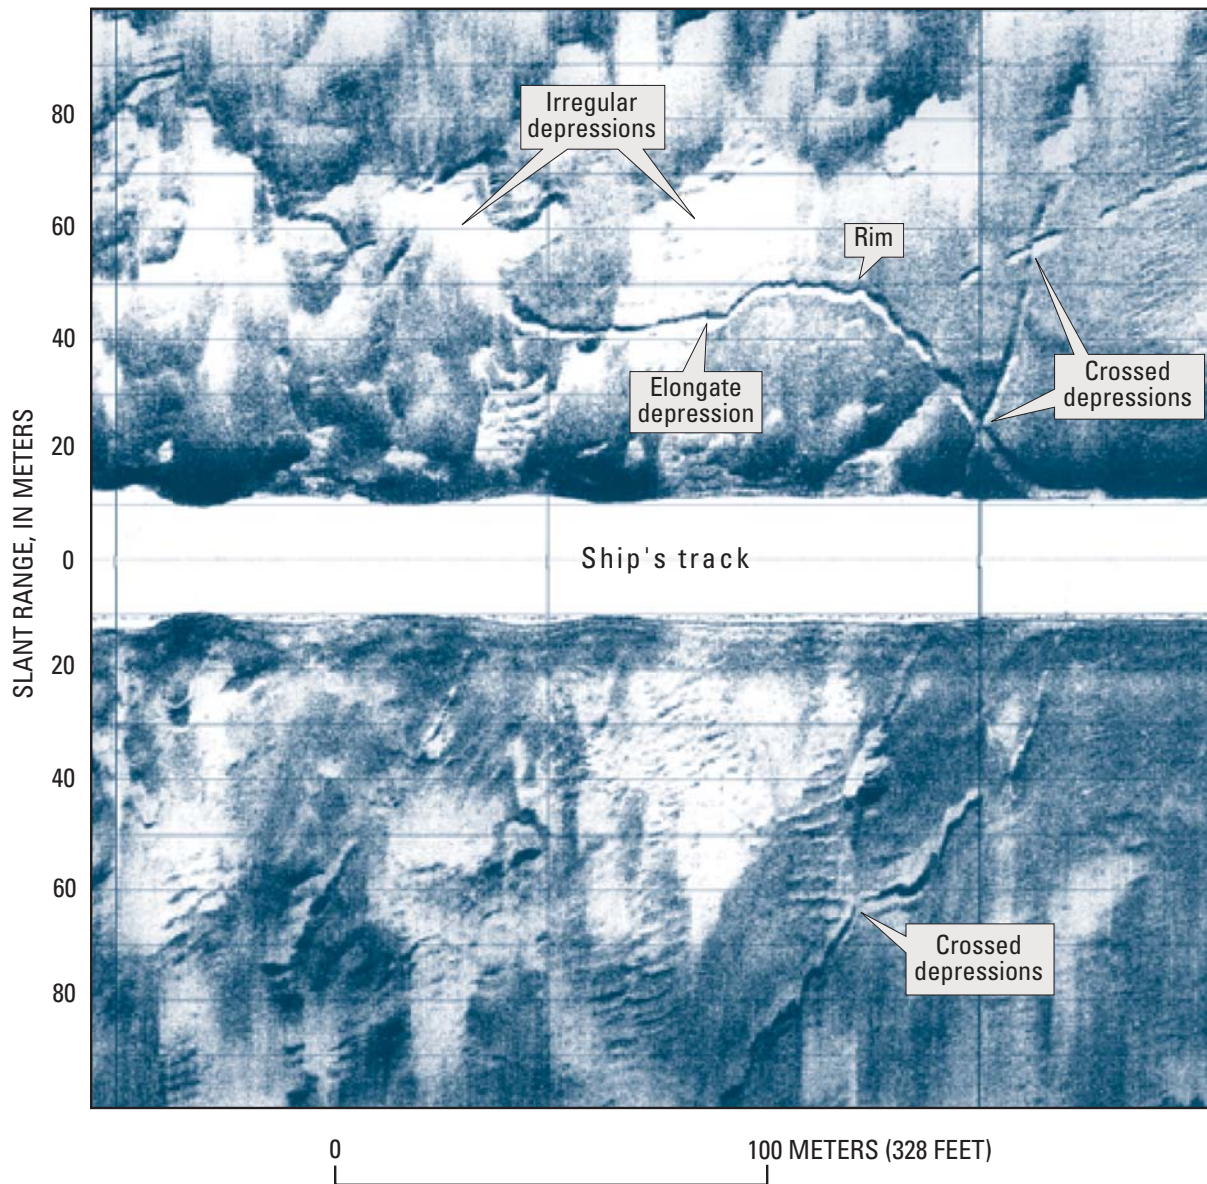 Irregular
depressions
Rim
Elongate
depression
Crossed
depressions
Ship's track
Crossed
depressions
SLANT RANGE, IN METERS
80
60
40
20
0
20
40
60
80
0
100 METERS (328 FEET)